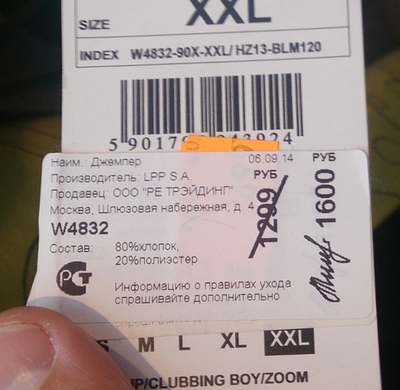 SIZE XXL
INDEX W4832-90X-XXL/ HZ13-BLM120
Наим.: Джемпер 06.09.14
Производитель: LPP S.A.
Продавец: ООО "РЕ ТРЭЙДИНГ"
Москва, Шлюзовая набережная, д. 4
W4832
Состав: 80%хлопок,
20%полиэстер
РСТ
Информацию о правилах ухода
спрашивайте дополнительно
РУБ
1299
РУБ
1600
S M L XL XXL
/CLUBBING BOY/ZOOM